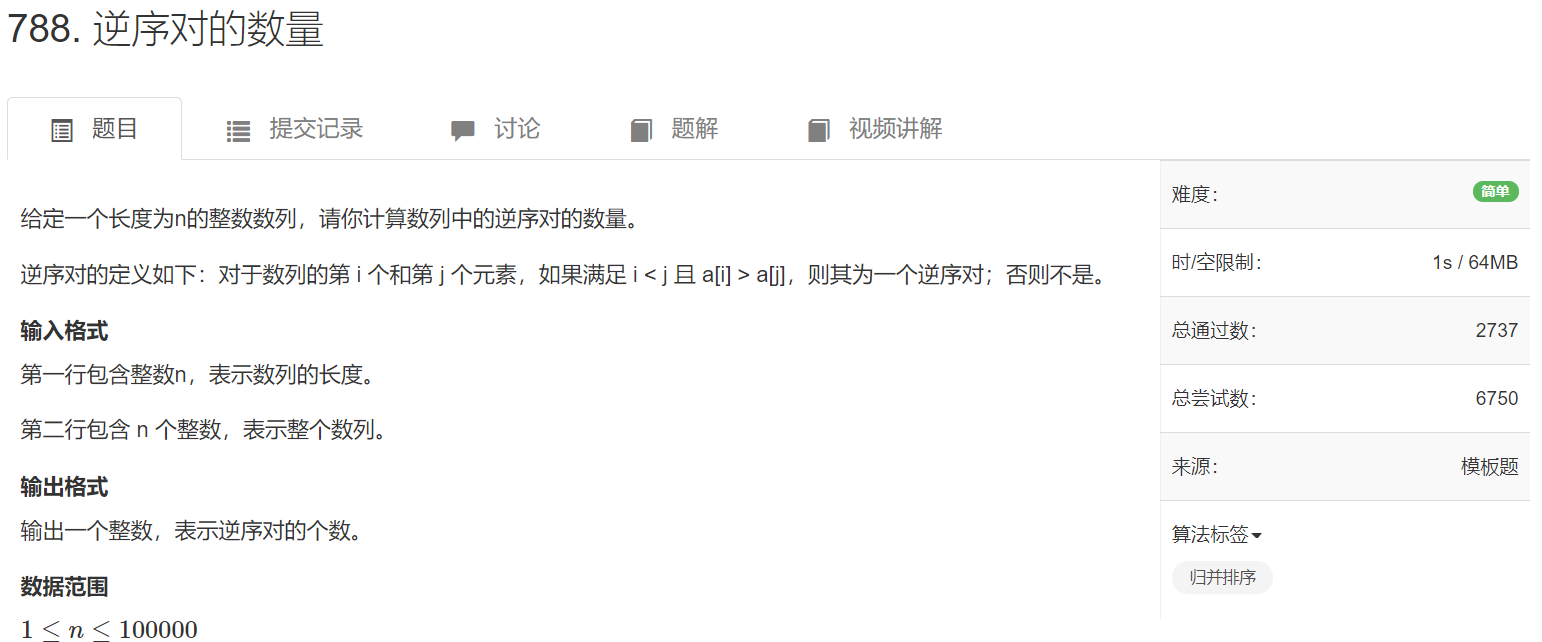 788. 逆序对的数量
题目 提交记录 讨论 题解 视频讲解
给定一个长度为n的整数数列，请你计算数列中的逆序对的数量。
逆序对的定义如下：对于数列的第 i 个和第 j 个元素，如果满足 i < j 且 a[i] > a[j]，则其为一个逆序对；否则不是。
输入格式
第一行包含整数n，表示数列的长度。
第二行包含 n 个整数，表示整个数列。
输出格式
输出一个整数，表示逆序对的个数。
数据范围
1 ≤ n ≤ 100000
难度： 简单
时/空限制： 1s / 64MB
总通过数： 2737
总尝试数： 6750
来源： 模板题
算法标签
归并排序